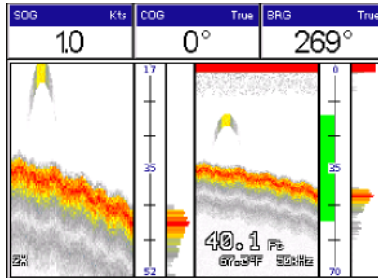 SOG Kts COG True BRG True
1.0 0° 269°
17 0
35 35
40.1 Ft
2X 67.3°F 50kHz
52 70